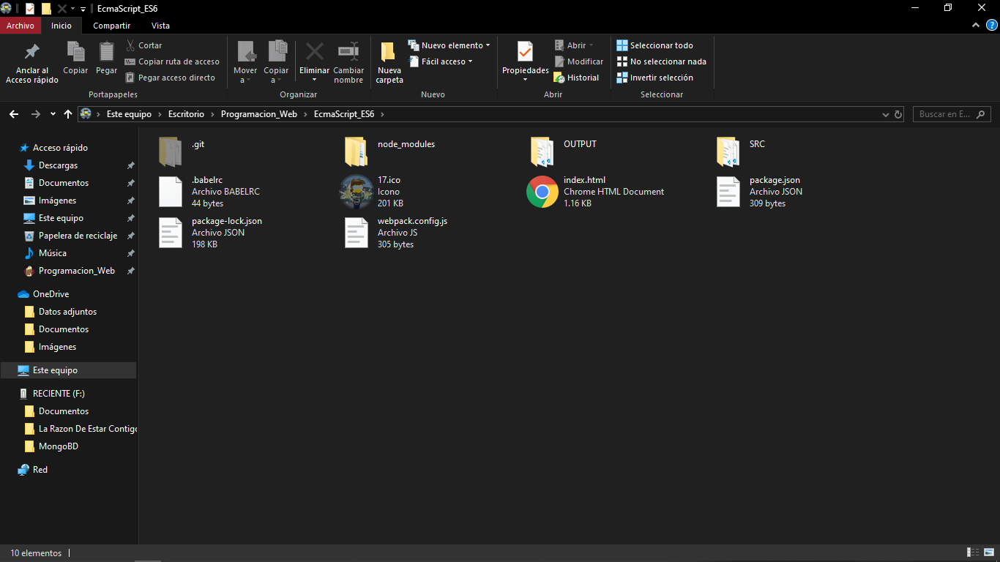 EcmaScript_ES6
Archivo Inicio Compartir Vista
Anclar al Acceso rápido
Copiar
Pegar
Cortar
Copiar ruta de acceso
Pegar acceso directo
Portapapeles
Mover a
Copiar a
Eliminar
Cambiar nombre
Organizar
Nueva carpeta
Nuevo elemento
Fácil acceso
Nuevo
Propiedades
Abrir
Modificar
Historial
Abrir
Seleccionar todo
No seleccionar nada
Invertir selección
Seleccionar
Este equipo > Escritorio > Programacion_Web > EcmaScript_ES6 >
Buscar en E...
Acceso rápido
Descargas
Documentos
Imágenes
Este equipo
Papelera de reciclaje
Música
Programacion_Web
OneDrive
Datos adjuntos
Documentos
Imágenes
Este equipo
RECIENTE (F:)
Documentos
La Razon De Estar Contigo
MongoBD
Red
.git
node_modules
OUTPUT
SRC
.babelrc
Archivo BABELRC
44 bytes
17.ico
Icono
201 KB
index.html
Chrome HTML Document
1.16 KB
package.json
Archivo JSON
309 bytes
package-lock.json
Archivo JSON
198 KB
webpack.config.js
Archivo JS
305 bytes
10 elementos